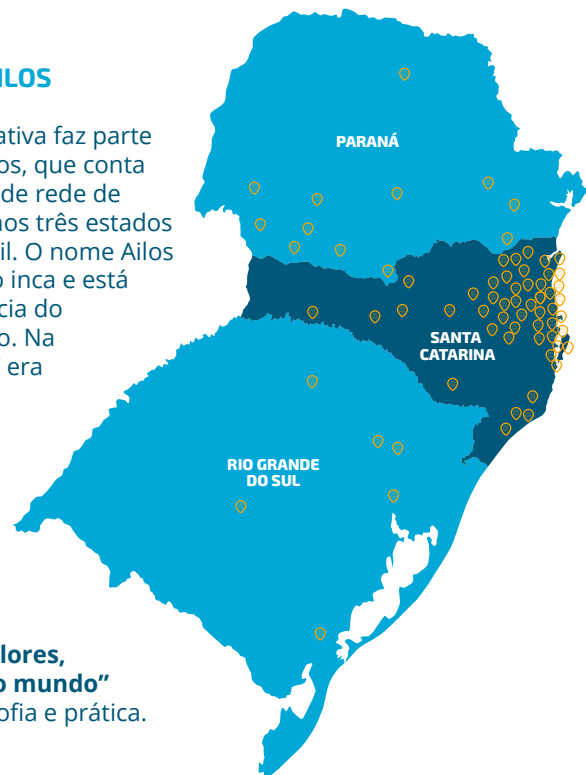 ILOS
ativa faz parte
os, que conta
de rede de
nos três estados
il. O nome Ailos
o inca e está
cia do
o. Na
era
lores,
o mundo”
ofia e prática.
PARANÁ
SANTA
CATARINA
RIO GRANDE
DO SUL